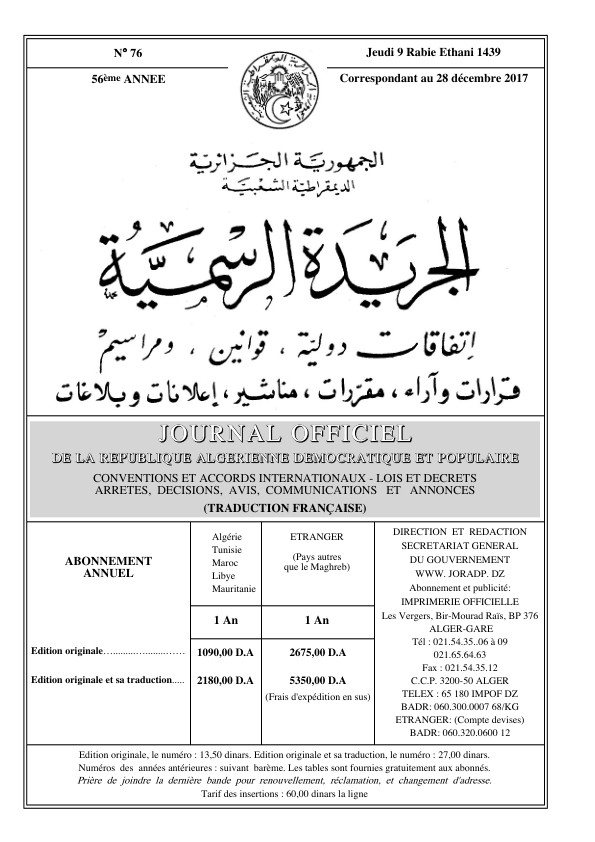 N° 76
Jeudi 9 Rabie Ethani 1439
56ème ANNEE
Correspondant au 28 décembre 2017
الجمهورية الجزائرية
الديمقراطية الشعبية
الجريدة الرسمية
إتفاقات دولية ، قوانين ، ومراسيم
قرارات وآراء ، مقررات ، مناشير ، إعلانات وبلاغات
JOURNAL OFFICIEL
DE LA REPUBLIQUE ALGERIENNE DEMOCRATIQUE ET POPULAIRE
CONVENTIONS ET ACCORDS INTERNATIONAUX - LOIS ET DECRETS
ARRETES, DECISIONS, AVIS, COMMUNICATIONS ET ANNONCES
(TRADUCTION FRANÇAISE)
ABONNEMENT
ANNUEL
Algérie
Tunisie
Maroc
Libye
Mauritanie
ETRANGER
(Pays autres
que le Maghreb)
1 An
1 An
Edition originale.................................
1090,00 D.A
2675,00 D.A
Edition originale et sa traduction.....
2180,00 D.A
5350,00 D.A
(Frais d'expédition en sus)
DIRECTION ET REDACTION
SECRETARIAT GENERAL
DU GOUVERNEMENT
WWW. JORADP. DZ
Abonnement et publicité:
IMPRIMERIE OFFICIELLE
Les Vergers, Bir-Mourad Raïs, BP 376
ALGER-GARE
Tél : 021.54.35..06 à 09
021.65.64.63
Fax : 021.54.35.12
C.C.P. 3200-50 ALGER
TELEX : 65 180 IMPOF DZ
BADR: 060.300.0007 68/KG
ETRANGER: (Compte devises)
BADR: 060.320.0600 12
Edition originale, le numéro : 13,50 dinars. Edition originale et sa traduction, le numéro : 27,00 dinars.
Numéros des années antérieures : suivant barème. Les tables sont fournies gratuitement aux abonnés.
Prière de joindre la dernière bande pour renouvellement, réclamation, et changement d'adresse.
Tarif des insertions : 60,00 dinars la ligne